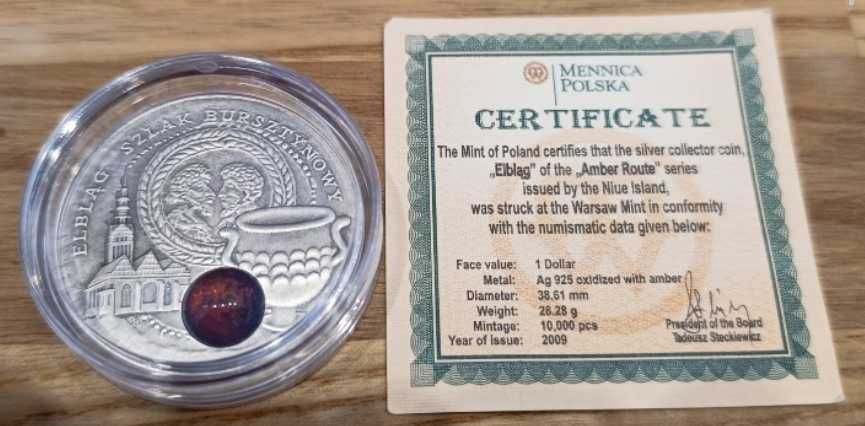 ELBLĄG SZLAK BURSZTYNOWY
MENNICA
POLSKA
CERTIFICATE
The Mint of Poland certifies that the silver collector coin,
„Elbląg" of the „Amber Route" series
issued by the Niue Island,
was struck at the Warsaw Mint in conformity
with the numismatic data given below:
Face value: 1 Dollar
Metal: Ag 925 oxidized with amber
Diameter: 38.61 mm
Weight: 28.28 g
Mintage: 10,000 pcs
Year of issue: 2009
President of the Board
Tadeusz Steckiewicz